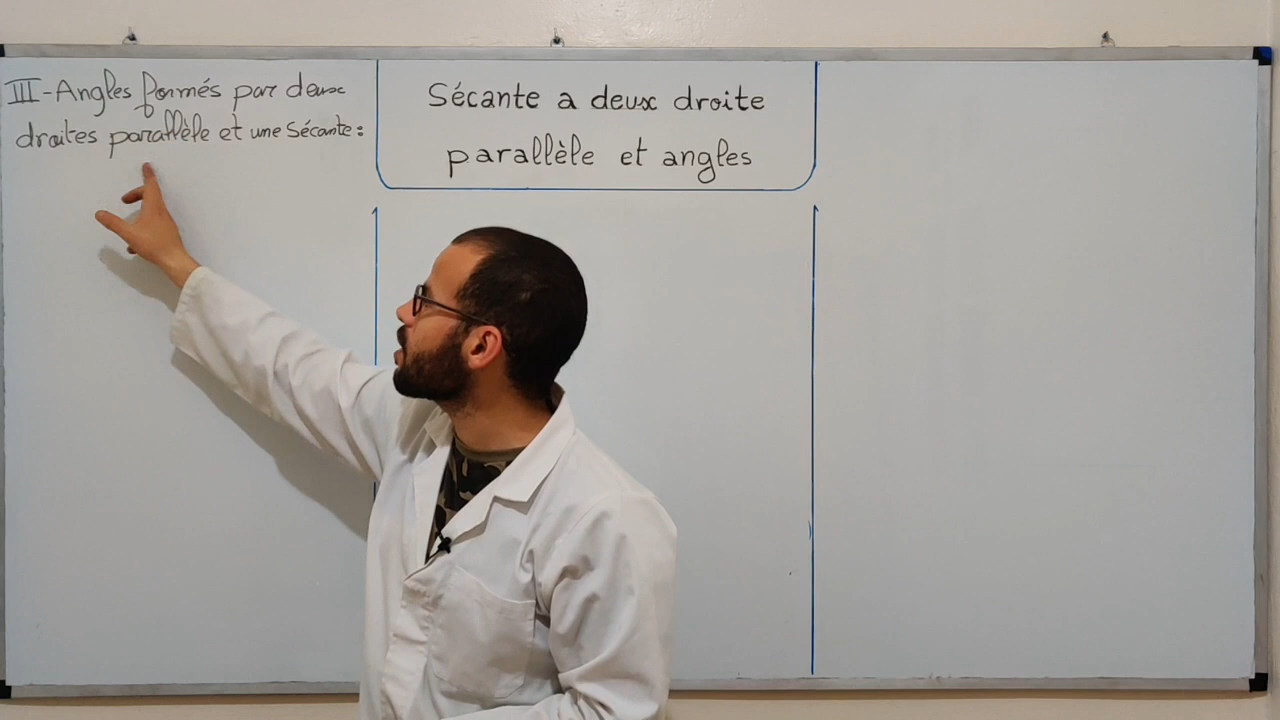 III-Angles formés par deux
droites parallèle et une sécante:
Sécante a deux droite
parallèle et angles